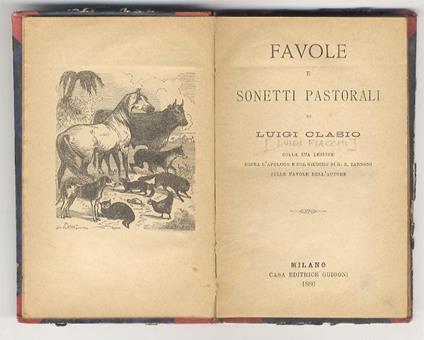 FAVOLE
E
SONETTI PASTORALI
DI
LUIGI CLASIO
[LUIGI FIACCHI]
COLLA SUA LEZIONE
SOPRA L'APOLOGO E COL GIUDIZIO DI G. B. ZANNONI
SULLE FAVOLE DELL'AUTORE
MILANO
CASA EDITRICE GUIGONI
1880